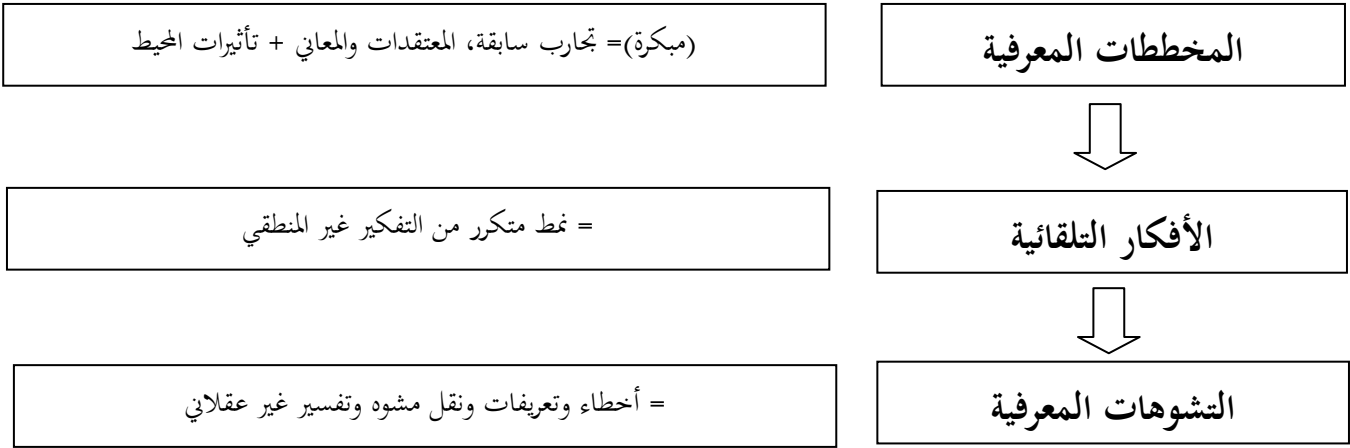 المخططات المعرفية
(مبكرة)= تجارب سابقة، المعتقدات والمعاني + تأثيرات المحيط
الأفكار التلقائية
= نمط متكرر من التفكير غير المنطقي
التشوهات المعرفية
= أخطاء وتعريفات ونقل مشوه وتفسير غير عقلاني